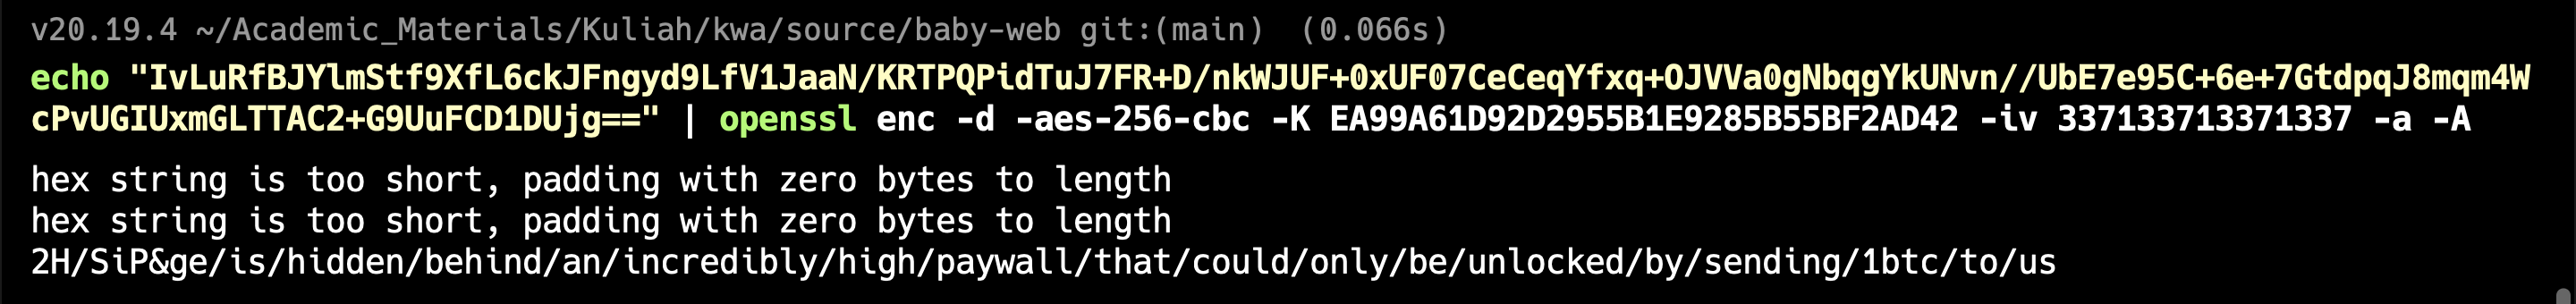 v20.19.4 ~/Academic_Materials/Kuliah/kwa/source/baby-web git:(main) (0.066s)
echo "IvLuRfBJYlmStf9XfL6ckJFngyd9LfV1JaaN/KRTPQPidTuJ7FR+D/nkWJUF+0xUF07CeCeqYfxq+OJVVa0gNbqgYkUNvn//UbE7e95C+6e+7GtdpqJ8mqm4W
cPvUGIUxmGLTTAC2+G9UuFCD1DUjg==" | openssl enc -d -aes-256-cbc -K EA99A61D92D2955B1E9285B55BF2AD42 -iv 337133713371337 -a -A
hex string is too short, padding with zero bytes to length
hex string is too short, padding with zero bytes to length
2H/SiP&ge/is/hidden/behind/an/incredibly/high/paywall/that/could/only/be/unlocked/by/sending/1btc/to/us